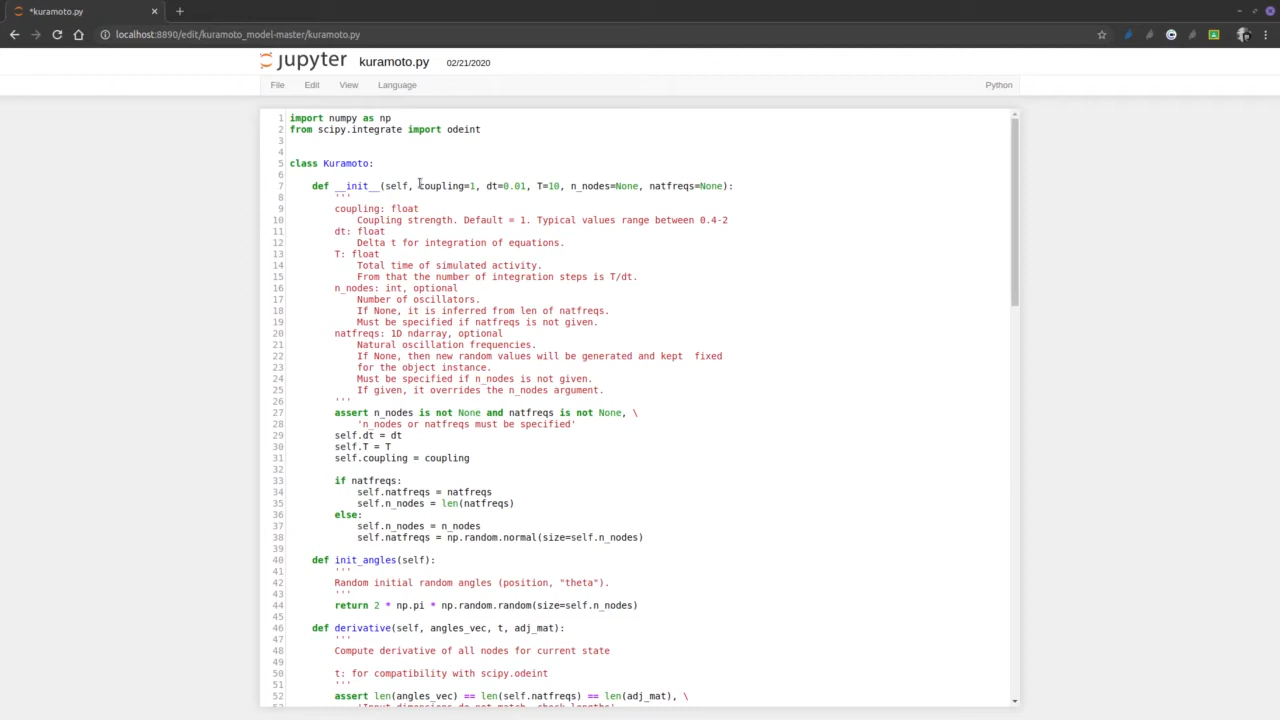 *kuramoto.py
localhost:8890/edit/kuramoto_model-master/kuramoto.py
jupyter kuramoto.py 02/21/2020
File Edit View Language Python
1 import numpy as np
2 from scipy.integrate import odeint
3
4
5 class Kuramoto:
6
7     def __init__(self, coupling=1, dt=0.01, T=10, n_nodes=None, natfreqs=None):
8         '''
9         coupling: float
10             Coupling strength. Default = 1. Typical values range between 0.4-2
11         dt: float
12             Delta t for integration of equations.
13         T: float
14             Total time of simulated activity.
15             From that the number of integration steps is T/dt.
16         n_nodes: int, optional
17             Number of oscillators.
18             If None, it is inferred from len of natfreqs.
19             Must be specified if natfreqs is not given.
20         natfreqs: 1D ndarray, optional
21             Natural oscillation frequencies.
22             If None, then new random values will be generated and kept  fixed
23             for the object instance.
24             Must be specified if n_nodes is not given.
25             If given, it overrides the n_nodes argument.
26         '''
27         assert n_nodes is not None and natfreqs is not None, \
28             'n_nodes or natfreqs must be specified'
29         self.dt = dt
30         self.T = T
31         self.coupling = coupling
32
33         if natfreqs:
34             self.natfreqs = natfreqs
35             self.n_nodes = len(natfreqs)
36         else:
37             self.n_nodes = n_nodes
38             self.natfreqs = np.random.normal(size=self.n_nodes)
39
40     def init_angles(self):
41         '''
42         Random initial random angles (position, "theta").
43         '''
44         return 2 * np.pi * np.random.random(size=self.n_nodes)
45
46     def derivative(self, angles_vec, t, adj_mat):
47         '''
48         Compute derivative of all nodes for current state
49
50         t: for compatibility with scipy.odeint
51         '''
52         assert len(angles_vec) == len(self.natfreqs) == len(adj_mat), \
53             'Input dimensions do not match, check lengths'